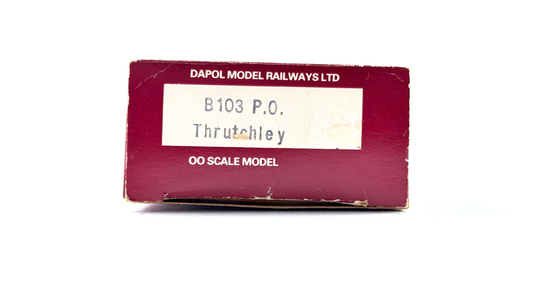 DAPOL MODEL RAILWAYS LTD
B103 P.O.
Thrutchley
OO SCALE MODEL